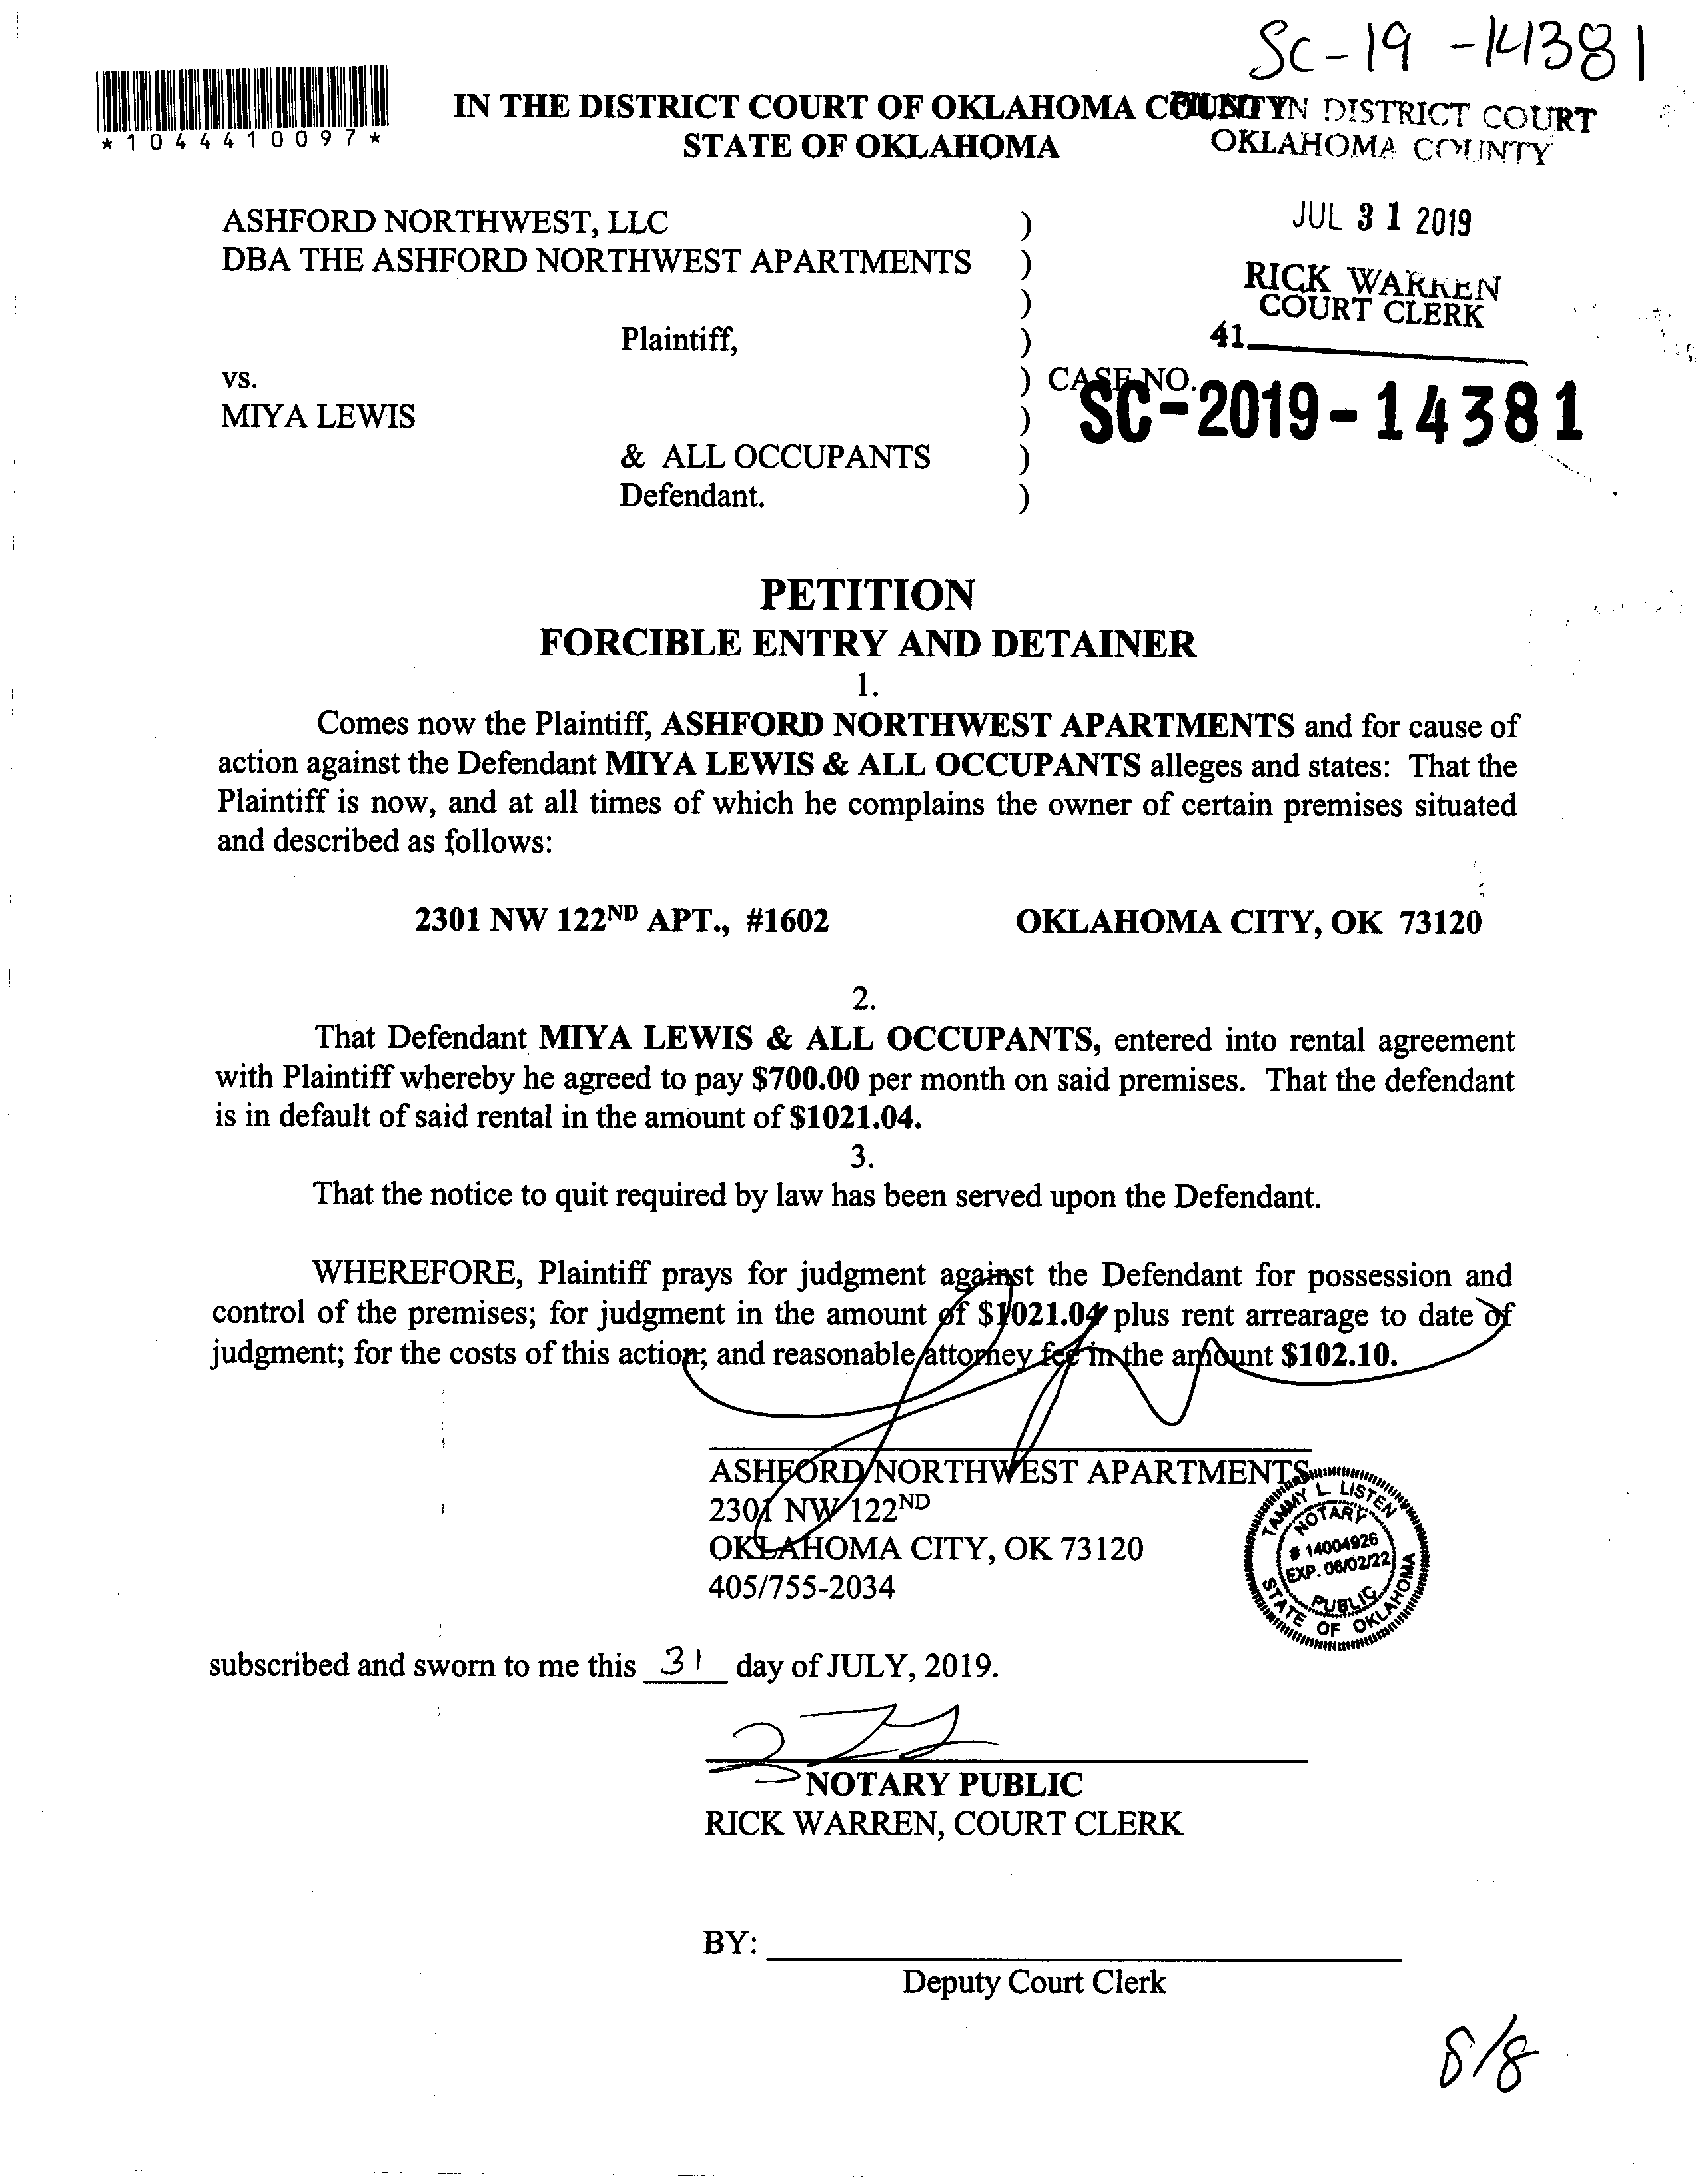 SC-19-14381
*1044410097*
IN THE DISTRICT COURT OF OKLAHOMA COUNTY
STATE OF OKLAHOMA
IN DISTRICT COURT
OKLAHOMA COUNTY
JUL 31 2019
RICK WARREN
COURT CLERK
41
ASHFORD NORTHWEST, LLC )
DBA THE ASHFORD NORTHWEST APARTMENTS )
)
Plaintiff, )
vs. ) CASE NO. SC-2019-14381
MIYA LEWIS )
& ALL OCCUPANTS )
Defendant. )
PETITION
FORCIBLE ENTRY AND DETAINER
1.
Comes now the Plaintiff, ASHFORD NORTHWEST APARTMENTS and for cause of
action against the Defendant MIYA LEWIS & ALL OCCUPANTS alleges and states: That the
Plaintiff is now, and at all times of which he complains the owner of certain premises situated
and described as follows:
2301 NW 122ND APT., #1602 OKLAHOMA CITY, OK 73120
2.
That Defendant MIYA LEWIS & ALL OCCUPANTS, entered into rental agreement
with Plaintiff whereby he agreed to pay $700.00 per month on said premises. That the defendant
is in default of said rental in the amount of $1021.04.
3.
That the notice to quit required by law has been served upon the Defendant.
WHEREFORE, Plaintiff prays for judgment against the Defendant for possession and
control of the premises; for judgment in the amount of $1021.04 plus rent arrearage to date of
judgment; for the costs of this action; and reasonable attorney fee in the amount $102.10.
ASHFORD NORTHWEST APARTMENTS
2301 NW 122ND
OKLAHOMA CITY, OK 73120
405/755-2034
TAMMY L. LISTEN
NOTARY
# 14004926
EXP. 06/02/22
PUBLIC
STATE OF OKLAHOMA
subscribed and sworn to me this 31 day of JULY, 2019.
NOTARY PUBLIC
RICK WARREN, COURT CLERK
BY:
Deputy Court Clerk
8/8